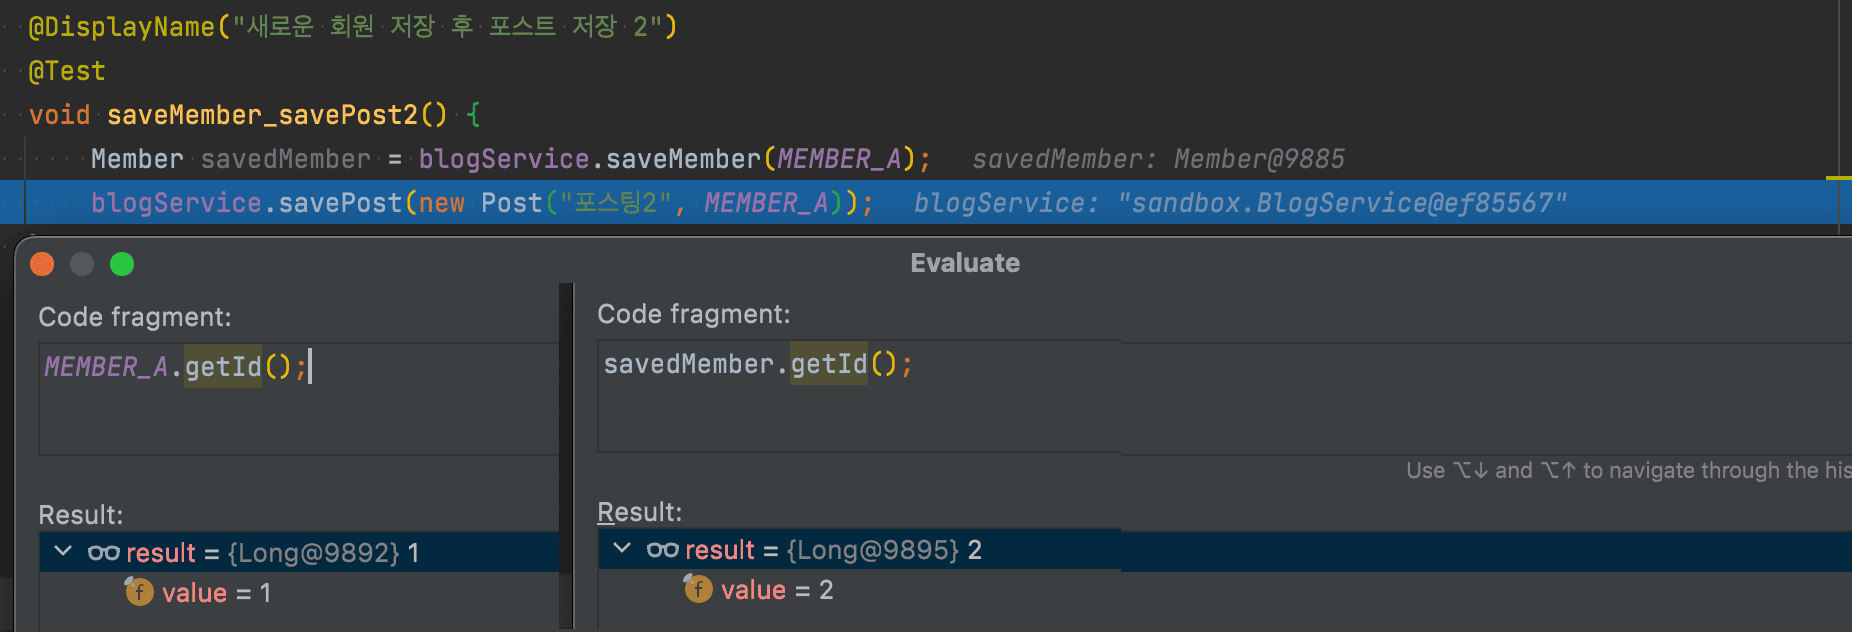 @DisplayName("새로운 회원 저장 후 포스트 저장 2")
@Test
void saveMember_savePost2() {
Member savedMember = blogService.saveMember(MEMBER_A); savedMember: Member@9885
blogService.savePost(new Post("포스팅2", MEMBER_A)); blogService: "sandbox.BlogService@ef85567"
Evaluate
Code fragment:
MEMBER_A.getId();
Result:
result = {Long@9892} 1
value = 1
Code fragment:
savedMember.getId();
Use ⌥↓ and ⌥↑ to navigate through the his
Result:
result = {Long@9895} 2
value = 2